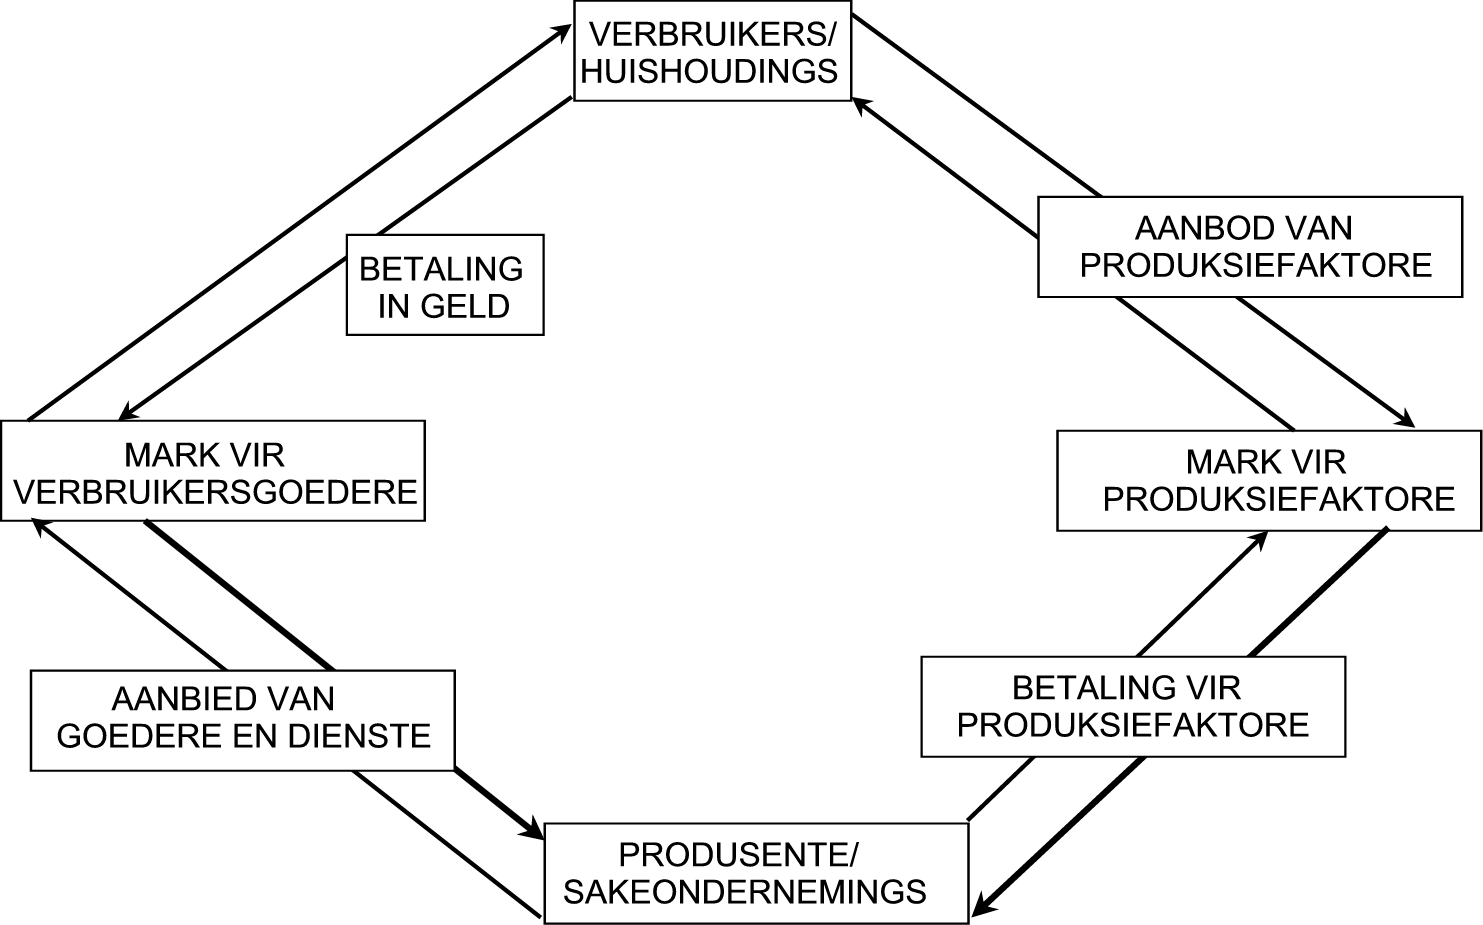 VERBRUIKERS/
HUISHOUDINGS
AANBOD VAN
PRODUKSIEFAKTORE
BETALING
IN GELD
MARK VIR
VERBRUIKERSGOEDERE
MARK VIR
PRODUKSIEFAKTORE
AANBIED VAN
GOEDERE EN DIENSTE
BETALING VIR
PRODUKSIEFAKTORE
PRODUSENTE/
SAKEONDERNEMINGS